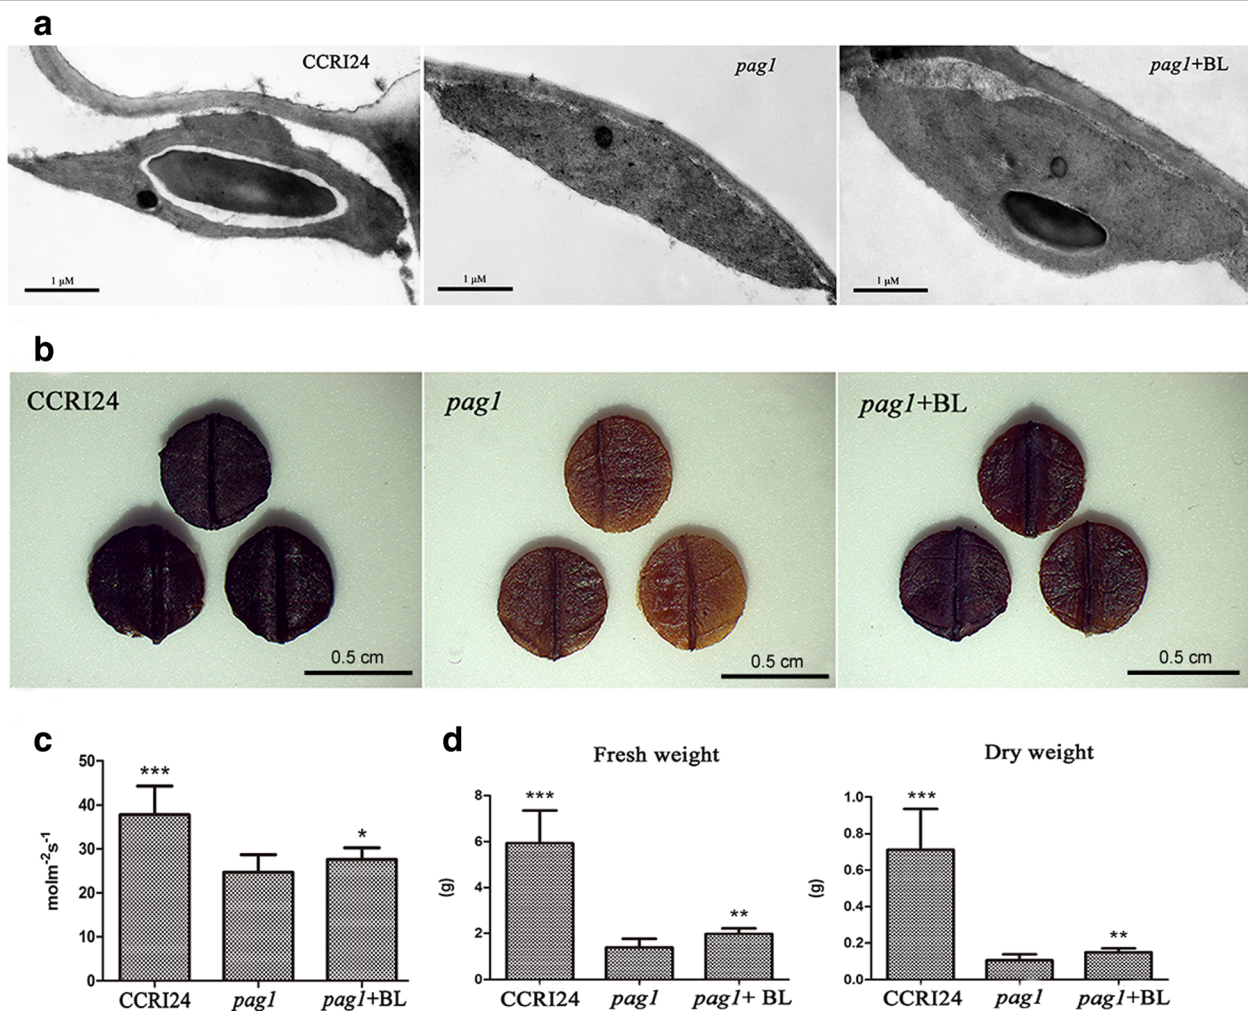 a
CCRI24
pag1
pag1+BL
1 μM
1 μM
1 μM
b
CCRI24
pag1
pag1+BL
0.5 cm
0.5 cm
0.5 cm
c
50
40
30
20
10
0
molm⁻²s⁻¹
***
*
CCRI24
pag1
pag1+BL
d
Fresh weight
8
6
4
2
0
(g)
***
**
CCRI24
pag1
pag1+ BL
Dry weight
1.0
0.8
0.6
0.4
0.2
0.0
(g)
***
**
CCRI24
pag1
pag1+BL